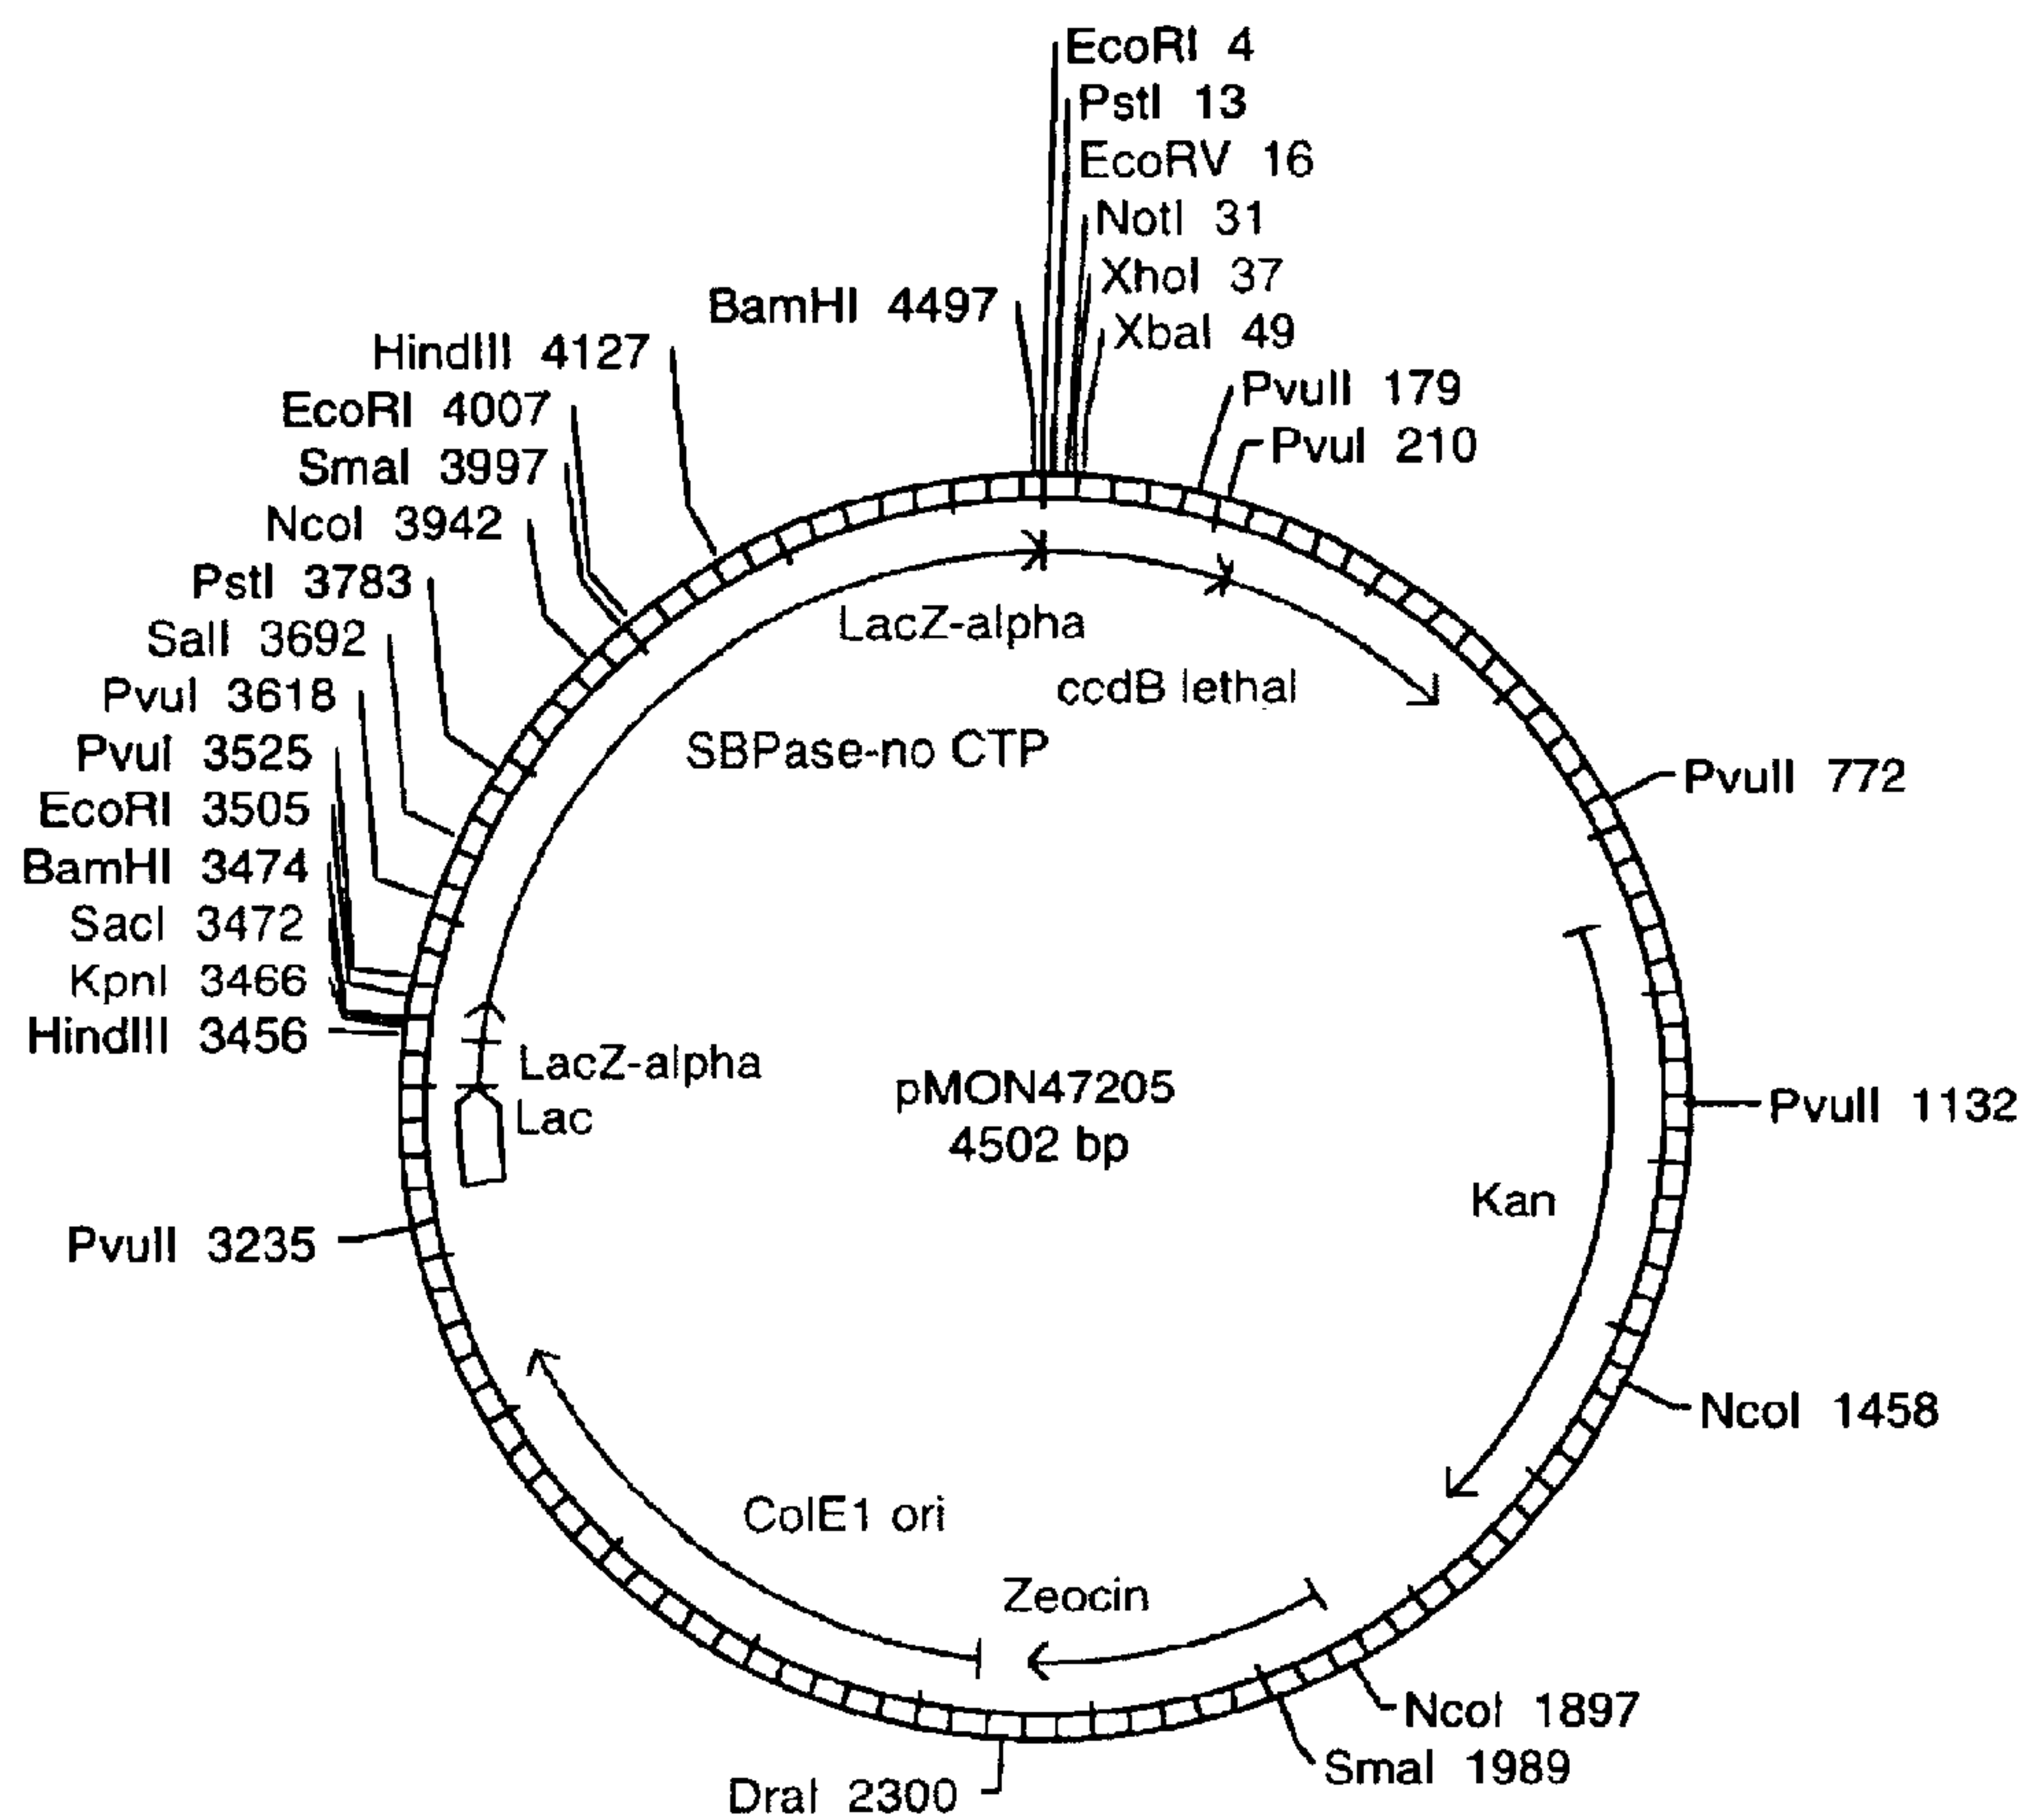 EcoRI 4
PstI 13
EcoRV 16
NotI 31
XhoI 37
XbaI 49
BamHI 4497
HindIII 4127
EcoRI 4007
SmaI 3997
NcoI 3942
PstI 3783
SalI 3692
PvuI 3618
PvuI 3525
EcoRI 3505
BamHI 3474
SacI 3472
KpnI 3466
HindIII 3456
PvuII 3235
PvuII 179
PvuI 210
PvuII 772
PvuII 1132
NcoI 1458
NcoI 1897
SmaI 1989
DraI 2300
LacZ-alpha
ccdB lethal
SBPase-no CTP
LacZ-alpha
Lac
pMON47205
4502 bp
Kan
ColE1 ori
Zeocin